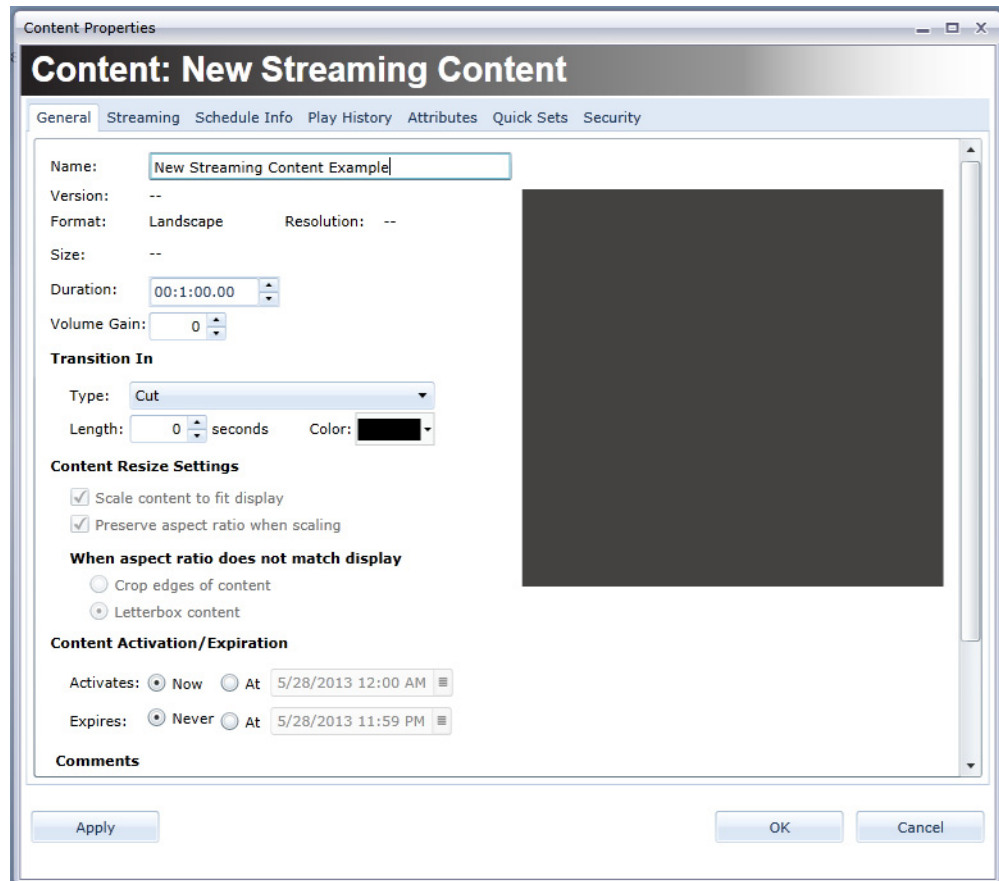 Content Properties
Content: New Streaming Content
General Streaming Schedule Info Play History Attributes Quick Sets Security
Name: New Streaming Content Example
Version: --
Format: Landscape Resolution: --
Size: --
Duration: 00:1:00.00
Volume Gain: 0
Transition In
Type: Cut
Length: 0 seconds Color:
Content Resize Settings
Scale content to fit display
Preserve aspect ratio when scaling
When aspect ratio does not match display
Crop edges of content
Letterbox content
Content Activation/Expiration
Activates: Now At 5/28/2013 12:00 AM
Expires: Never At 5/28/2013 11:59 PM
Comments
Apply OK Cancel